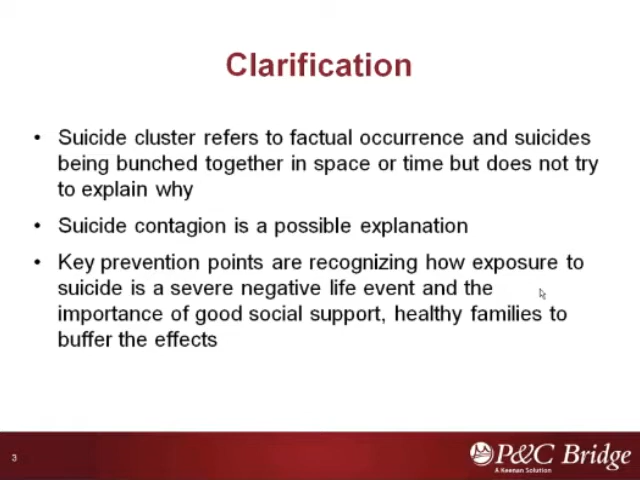 Clarification
• Suicide cluster refers to factual occurrence and suicides
being bunched together in space or time but does not try
to explain why
• Suicide contagion is a possible explanation
• Key prevention points are recognizing how exposure to
suicide is a severe negative life event and the
importance of good social support, healthy families to
buffer the effects
3
P&C Bridge
A Keenan Solution